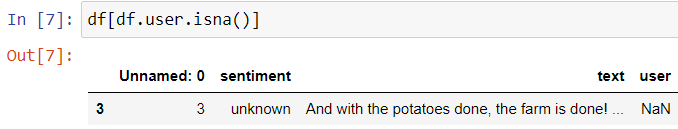 In [7]: df[df.user.isna()]
Out[7]:
Unnamed: 0 sentiment text user
3 3 unknown And with the potatoes done, the farm is done! ... NaN